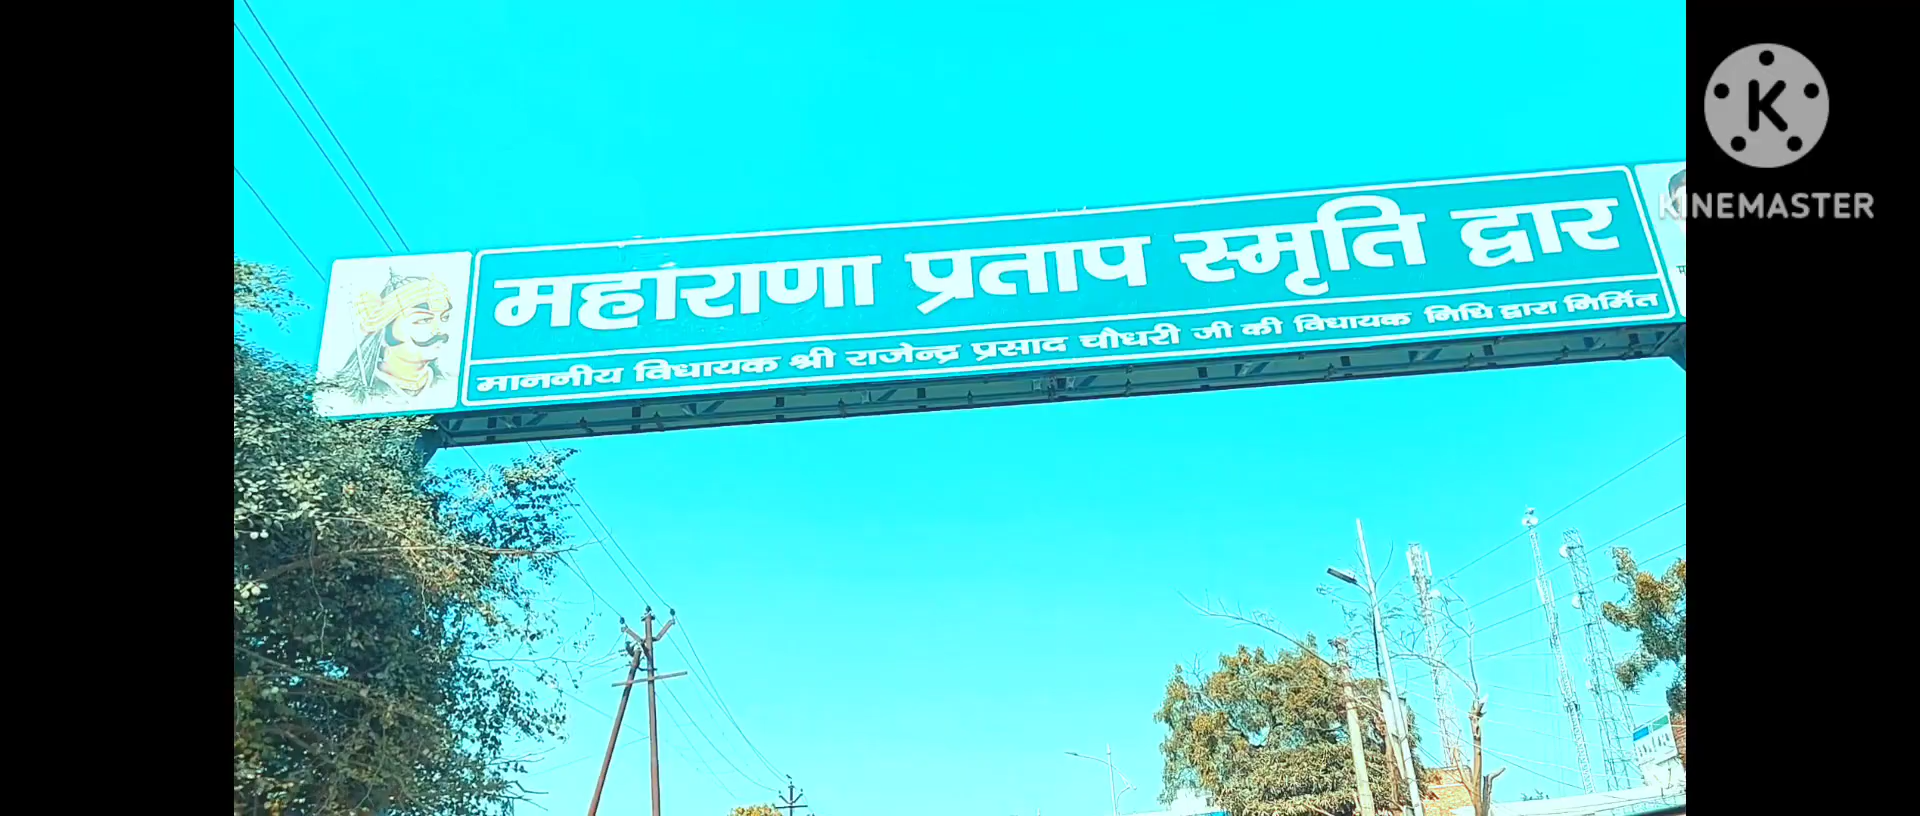 महाराणा प्रताप स्मृति द्वार
माननीय विधायक श्री राजेन्द्र प्रसाद चौधरी जी की विधायक निधि द्वारा निर्मित
KINEMASTER